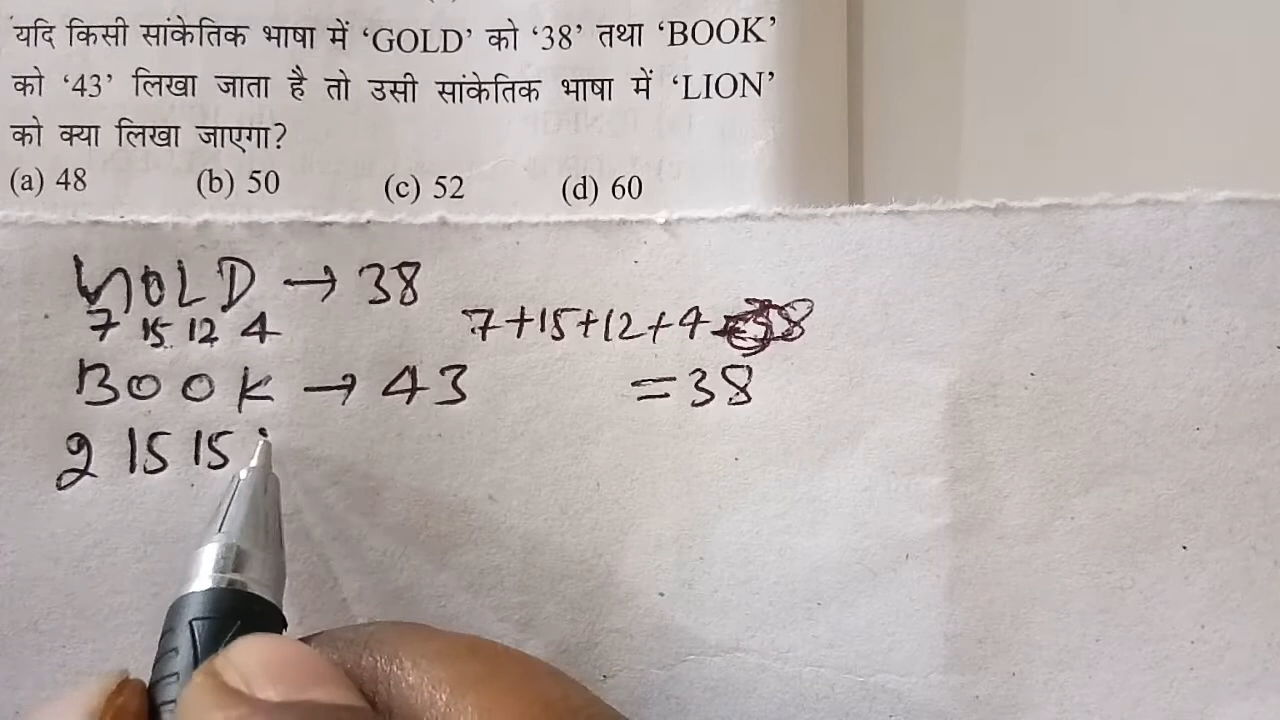 यदि किसी सांकेतिक भाषा में 'GOLD' को '38' तथा 'BOOK'
को '43' लिखा जाता है तो उसी सांकेतिक भाषा में 'LION'
को क्या लिखा जाएगा?
(a) 48 (b) 50 (c) 52 (d) 60
GOLD → 38
7 15 12 4 7+15+12+4
BOOK → 43 =38
2 15 15